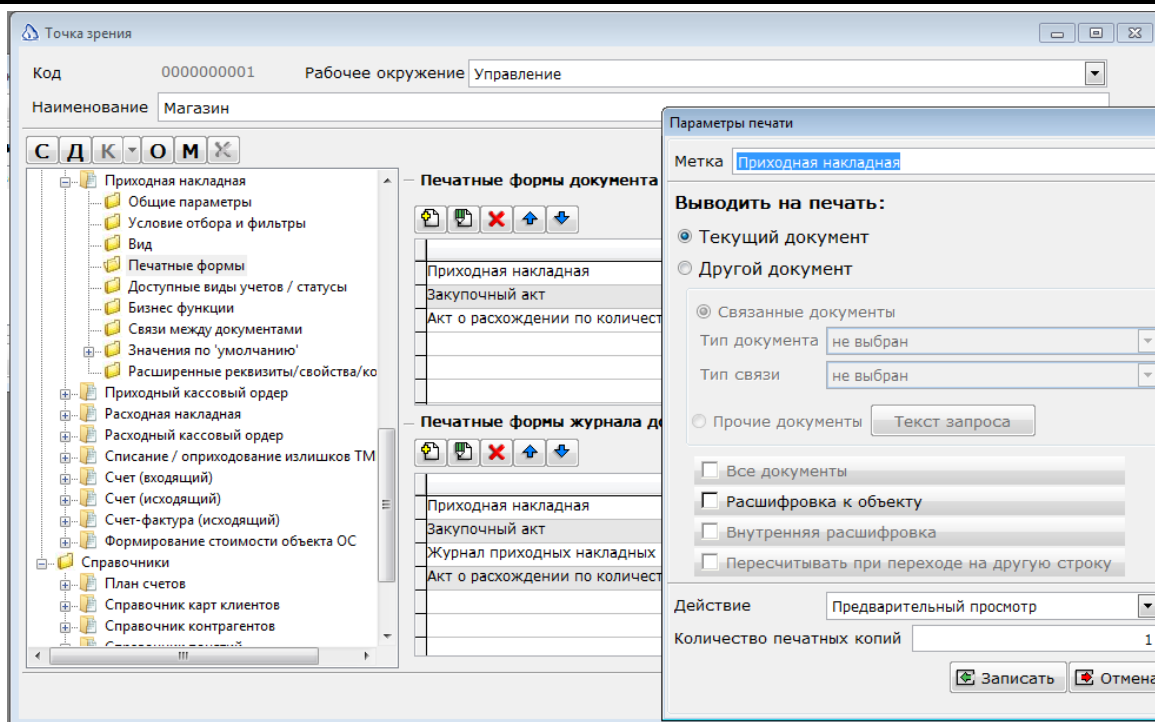 Точка зрения
Код 0000000001 Рабочее окружение Управление
Наименование Магазин
С Д К О М
Приходная накладная
Общие параметры
Условие отбора и фильтры
Вид
Печатные формы
Доступные виды учетов / статусы
Бизнес функции
Связи между документами
Значения по 'умолчанию'
Расширенные реквизиты/свойства/ко
Приходный кассовый ордер
Расходная накладная
Расходный кассовый ордер
Списание / оприходование излишков ТМ
Счет (входящий)
Счет (исходящий)
Счет-фактура (исходящий)
Формирование стоимости объекта ОС
Справочники
План счетов
Справочник карт клиентов
Справочник контрагентов
Печатные формы документа
Приходная накладная
Закупочный акт
Акт о расхождении по количест
Печатные формы журнала до
Приходная накладная
Закупочный акт
Журнал приходных накладных
Акт о расхождении по количест
Параметры печати
Метка Приходная накладная
Выводить на печать:
Текущий документ
Другой документ
Связанные документы
Тип документа не выбран
Тип связи не выбран
Прочие документы Текст запроса
Все документы
Расшифровка к объекту
Внутренняя расшифровка
Пересчитывать при переходе на другую строку
Действие Предварительный просмотр
Количество печатных копий 1
Записать Отмена